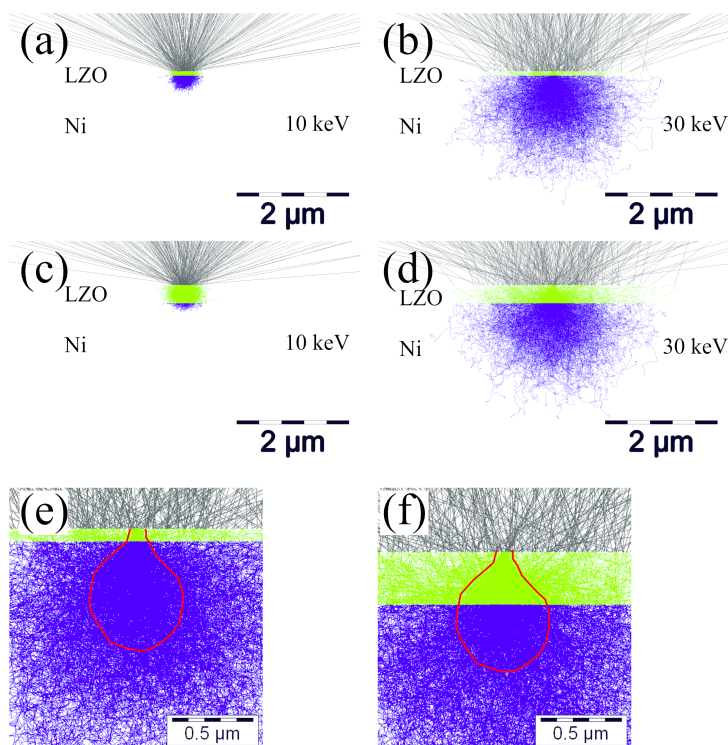 (a)
LZO
Ni
10 keV
2 µm
(b)
LZO
Ni
30 keV
2 µm
(c)
LZO
Ni
10 keV
2 µm
(d)
LZO
Ni
30 keV
2 µm
(e)
0.5 µm
(f)
0.5 µm